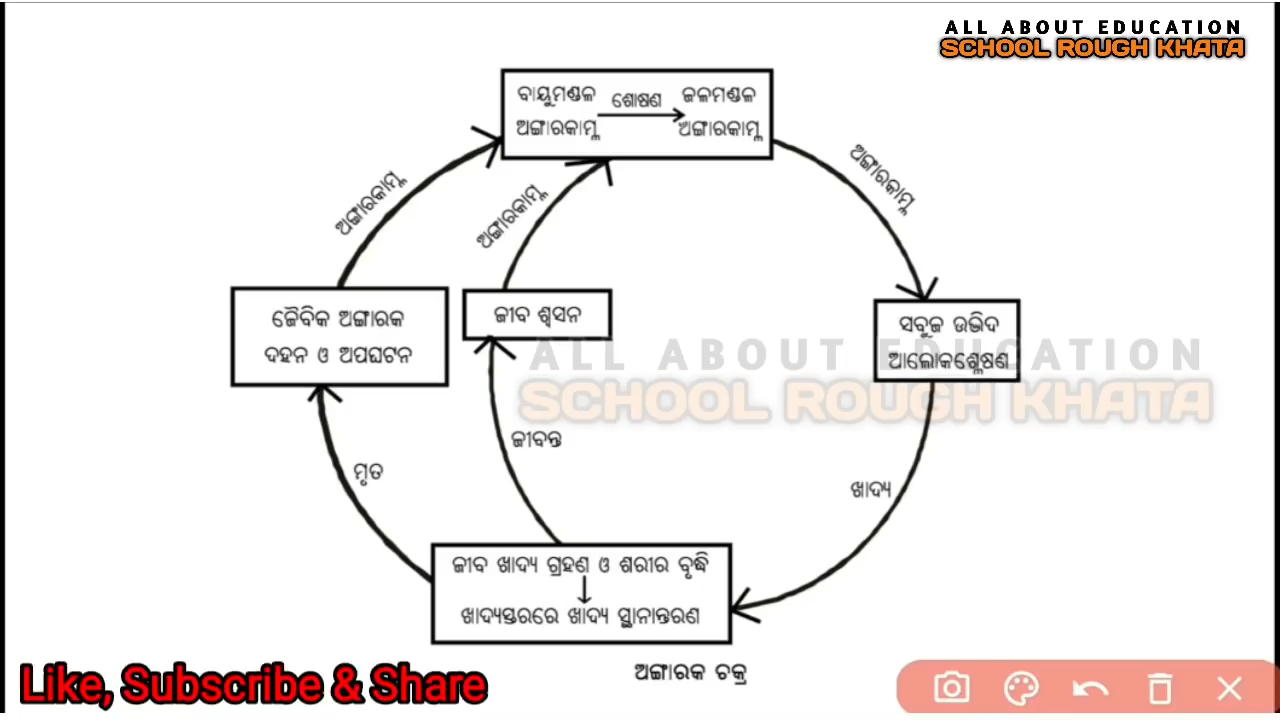 ALL ABOUT EDUCATION
SCHOOL ROUGH KHATA
ବାୟୁମଣ୍ଡଳ ଶୋଷଣ ଜଳମଣ୍ଡଳ
ଅଙ୍ଗାରକାମ୍ଳ ଅଙ୍ଗାରକାମ୍ଳ
ଅଙ୍ଗାରକାମ୍ଳ
ଅଙ୍ଗାରକାମ୍ଳ
ଅଙ୍ଗାରକାମ୍ଳ
ଜୈବିକ ଅଙ୍ଗାରକ
ଦହନ ଓ ଅପଘଟନ
ଜୀବ ଶ୍ୱସନ
ସବୁଜ ଉଦ୍ଭିଦ
ଆଲୋକଶ୍ଳେଷଣ
ALL ABOUT EDUCATION
SCHOOL ROUGH KHATA
ଜୀବନ୍ତ
ମୃତ
ଖାଦ୍ୟ
ଜୀବ ଖାଦ୍ୟ ଗ୍ରହଣ ଓ ଶରୀର ବୃଦ୍ଧି
ଖାଦ୍ୟସ୍ତରରେ ଖାଦ୍ୟ ସ୍ଥାନାନ୍ତରଣ
ଅଙ୍ଗାରକ ଚକ୍ର
Like, Subscribe & Share